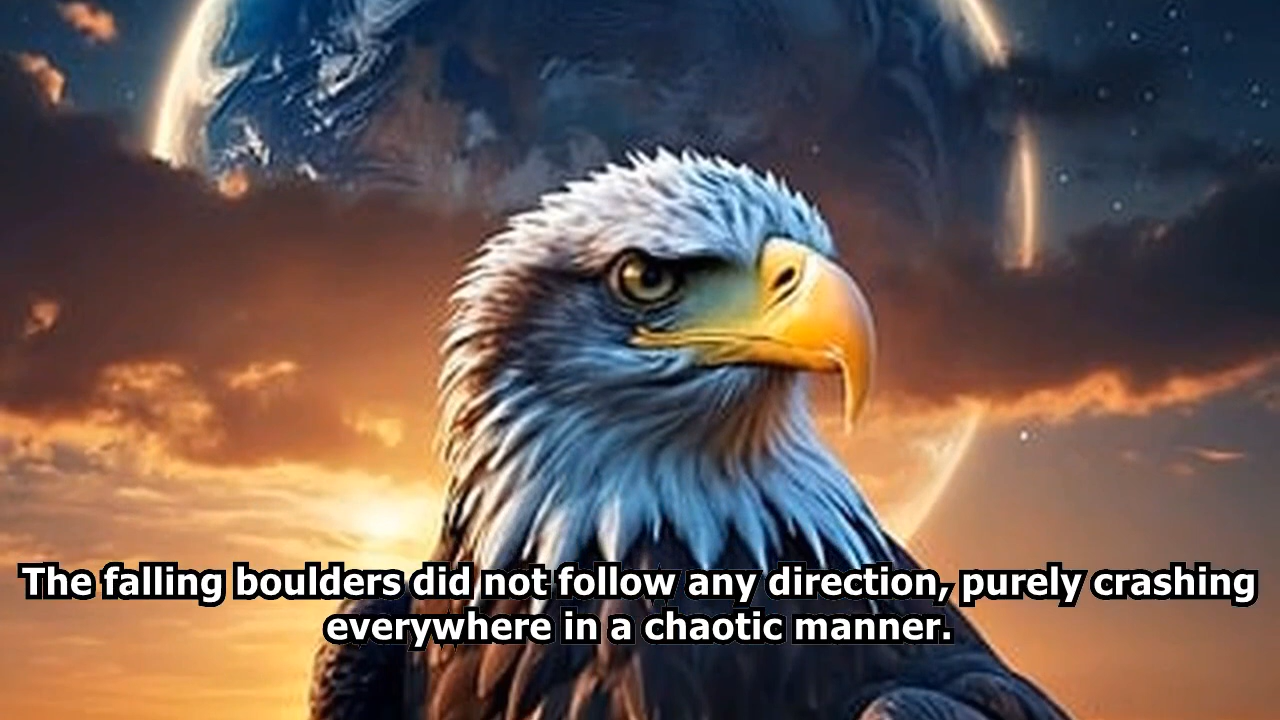 The falling boulders did not follow any direction, purely crashing
everywhere in a chaotic manner.